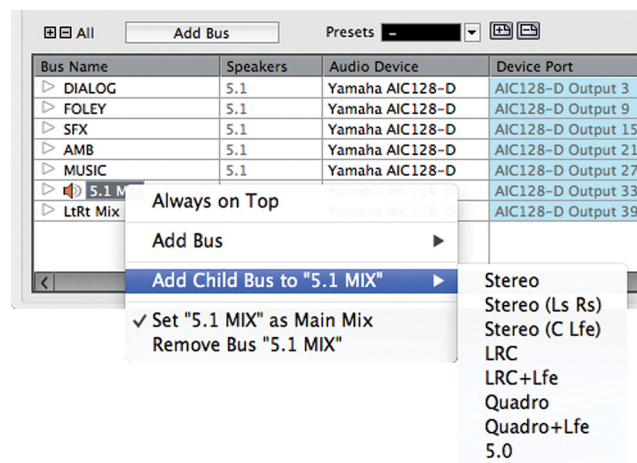 All Add Bus Presets -
Bus Name Speakers Audio Device Device Port
DIALOG 5.1 Yamaha AIC128-D AIC128-D Output 3
FOLEY 5.1 Yamaha AIC128-D AIC128-D Output 9
SFX 5.1 Yamaha AIC128-D AIC128-D Output 15
AMB 5.1 Yamaha AIC128-D AIC128-D Output 21
MUSIC 5.1 Yamaha AIC128-D AIC128-D Output 27
5.1 M AIC128-D Output 33
LtRt Mix AIC128-D Output 39
Always on Top
Add Bus
Add Child Bus to "5.1 MIX"
✓ Set "5.1 MIX" as Main Mix
Remove Bus "5.1 MIX"
Stereo
Stereo (Ls Rs)
Stereo (C Lfe)
LRC
LRC+Lfe
Quadro
Quadro+Lfe
5.0